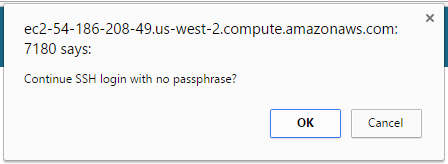 ec2-54-186-208-49.us-west-2.compute.amazonaws.com:
7180 says:
Continue SSH login with no passphrase?
OK Cancel